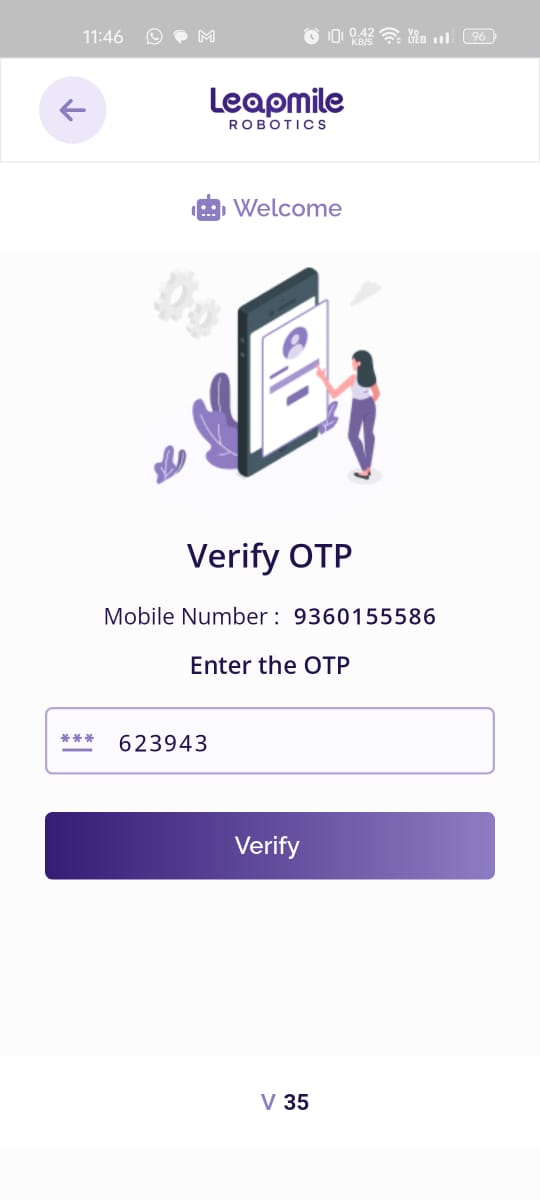 11:46 0.42 KB/S Vo LTE2 96
Leapmile
ROBOTICS
Welcome
Verify OTP
Mobile Number : 9360155586
Enter the OTP
*** 623943
Verify
V 35